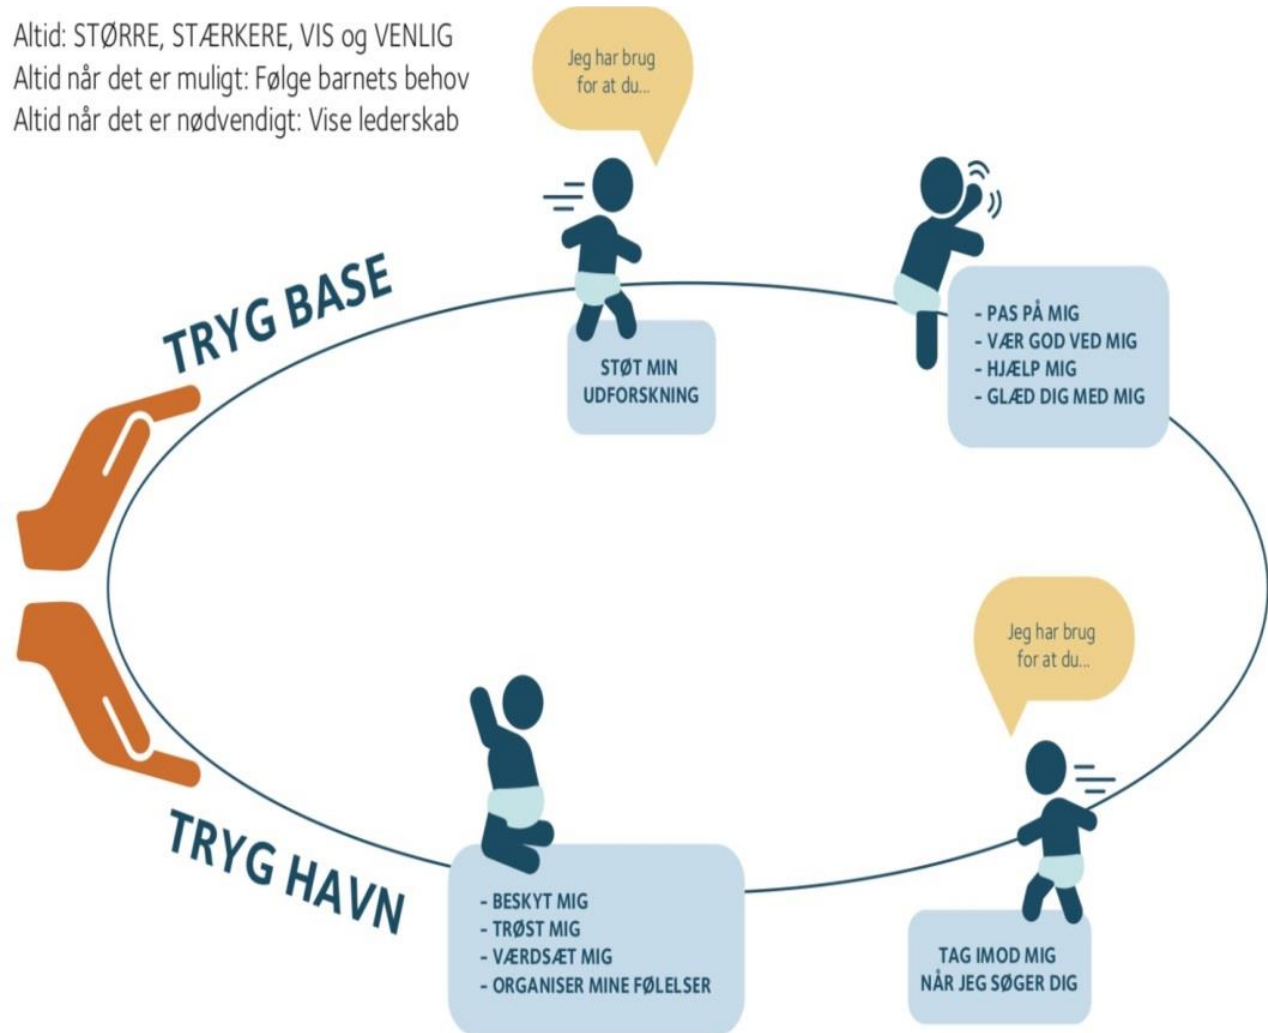 Altid: STØRRE, STÆRKERE, VIS og VENLIG
Altid når det er muligt: Følge barnets behov
Altid når det er nødvendigt: Vise lederskab
Jeg har brug
for at du...
TRYG BASE
STØT MIN
UDFORSKNING
- PAS PÅ MIG
- VÆR GOD VED MIG
- HJÆLP MIG
- GLÆD DIG MED MIG
Jeg har brug
for at du...
TAG IMOD MIG
NÅR JEG SØGER DIG
TRYG HAVN
- BESKYT MIG
- TRØST MIG
- VÆRDSÆT MIG
- ORGANISER MINE FØLELSER